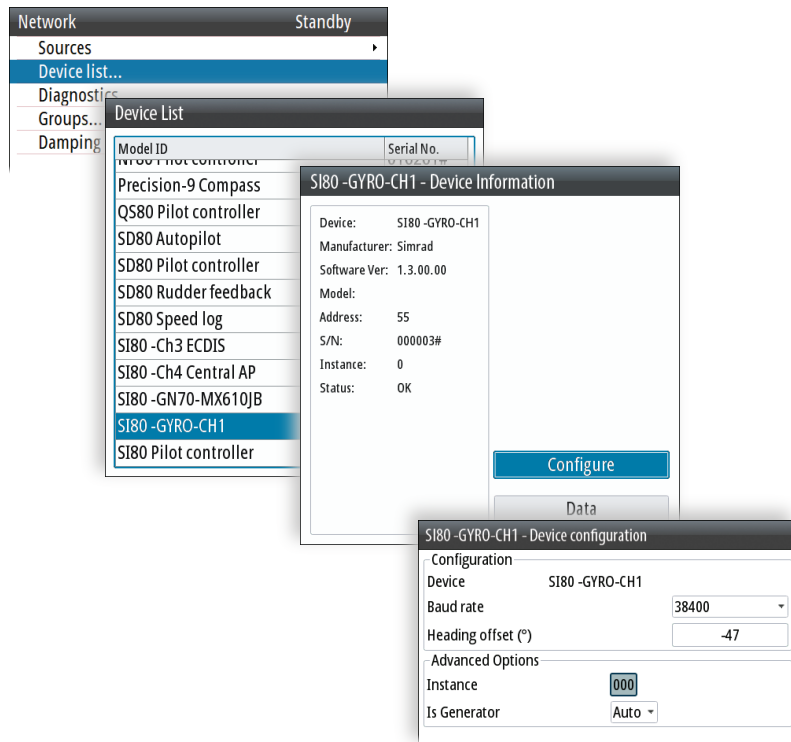 Network Standby
Sources
Device list...
Diagnostics
Groups...
Damping
Device List
Model ID Serial No.
Pilot controller
Precision-9 Compass
QS80 Pilot controller
SD80 Autopilot
SD80 Pilot controller
SD80 Rudder feedback
SD80 Speed log
SI80 -Ch3 ECDIS
SI80 -Ch4 Central AP
SI80 -GN70-MX610JB
SI80 -GYRO-CH1
SI80 Pilot controller
SI80 -GYRO-CH1 - Device Information
Device: SI80 -GYRO-CH1
Manufacturer: Simrad
Software Ver: 1.3.00.00
Model:
Address: 55
S/N: 000003#
Instance: 0
Status: OK
Configure
Data
SI80 -GYRO-CH1 - Device configuration
Configuration
Device SI80 -GYRO-CH1
Baud rate 38400
Heading offset (°) -47
Advanced Options
Instance 000
Is Generator Auto